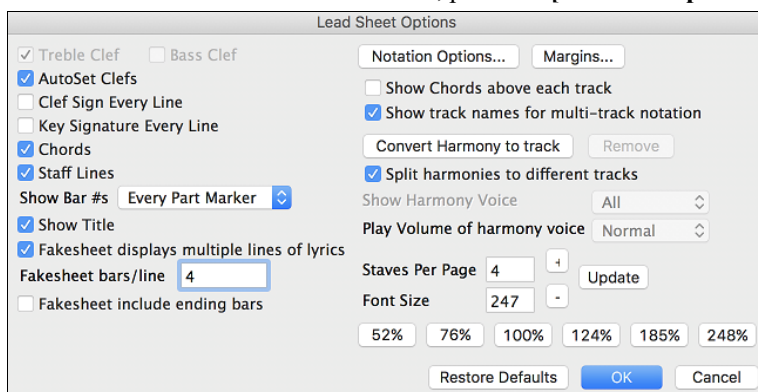 Lead Sheet Options
Treble Clef Bass Clef
AutoSet Clefs
Clef Sign Every Line
Key Signature Every Line
Chords
Staff Lines
Show Bar #s Every Part Marker
Show Title
Fakesheet displays multiple lines of lyrics
Fakesheet bars/line 4
Fakesheet include ending bars
Notation Options... Margins...
Show Chords above each track
Show track names for multi-track notation
Convert Harmony to track Remove
Split harmonies to different tracks
Show Harmony Voice All
Play Volume of harmony voice Normal
Staves Per Page 4 + Update
Font Size 247 -
52% 76% 100% 124% 185% 248%
Restore Defaults OK Cancel